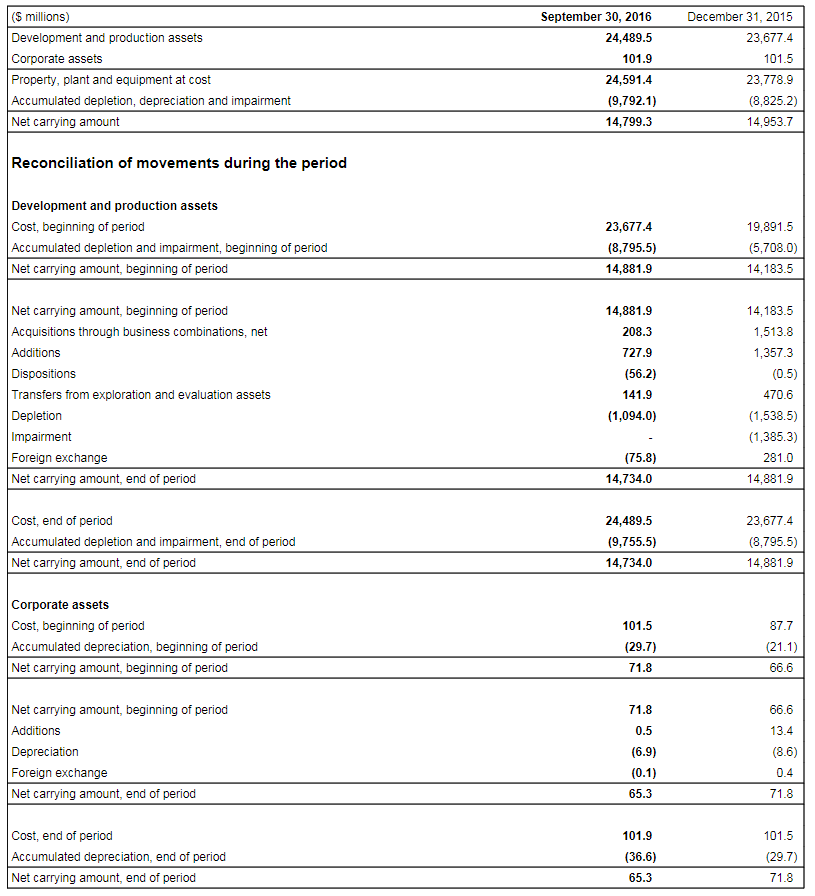 ($ millions) September 30, 2016 December 31, 2015
Development and production assets 24,489.5 23,677.4
Corporate assets 101.9 101.5
Property, plant and equipment at cost 24,591.4 23,778.9
Accumulated depletion, depreciation and impairment (9,792.1) (8,825.2)
Net carrying amount 14,799.3 14,953.7
Reconciliation of movements during the period
Development and production assets
Cost, beginning of period 23,677.4 19,891.5
Accumulated depletion and impairment, beginning of period (8,795.5) (5,708.0)
Net carrying amount, beginning of period 14,881.9 14,183.5
Net carrying amount, beginning of period 14,881.9 14,183.5
Acquisitions through business combinations, net 208.3 1,513.8
Additions 727.9 1,357.3
Dispositions (56.2) (0.5)
Transfers from exploration and evaluation assets 141.9 470.6
Depletion (1,094.0) (1,538.5)
Impairment - (1,385.3)
Foreign exchange (75.8) 281.0
Net carrying amount, end of period 14,734.0 14,881.9
Cost, end of period 24,489.5 23,677.4
Accumulated depletion and impairment, end of period (9,755.5) (8,795.5)
Net carrying amount, end of period 14,734.0 14,881.9
Corporate assets
Cost, beginning of period 101.5 87.7
Accumulated depreciation, beginning of period (29.7) (21.1)
Net carrying amount, beginning of period 71.8 66.6
Net carrying amount, beginning of period 71.8 66.6
Additions 0.5 13.4
Depreciation (6.9) (8.6)
Foreign exchange (0.1) 0.4
Net carrying amount, end of period 65.3 71.8
Cost, end of period 101.9 101.5
Accumulated depreciation, end of period (36.6) (29.7)
Net carrying amount, end of period 65.3 71.8